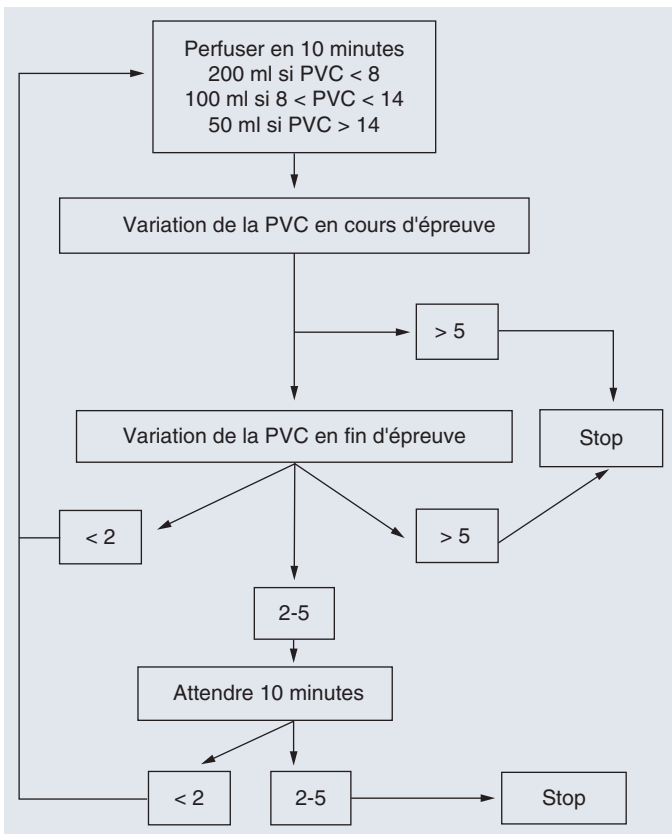 Perfuser en 10 minutes
200 ml si PVC < 8
100 ml si 8 < PVC < 14
50 ml si PVC > 14
Variation de la PVC en cours d'épreuve
> 5
Variation de la PVC en fin d'épreuve
Stop
< 2
> 5
2-5
Attendre 10 minutes
< 2
2-5
Stop